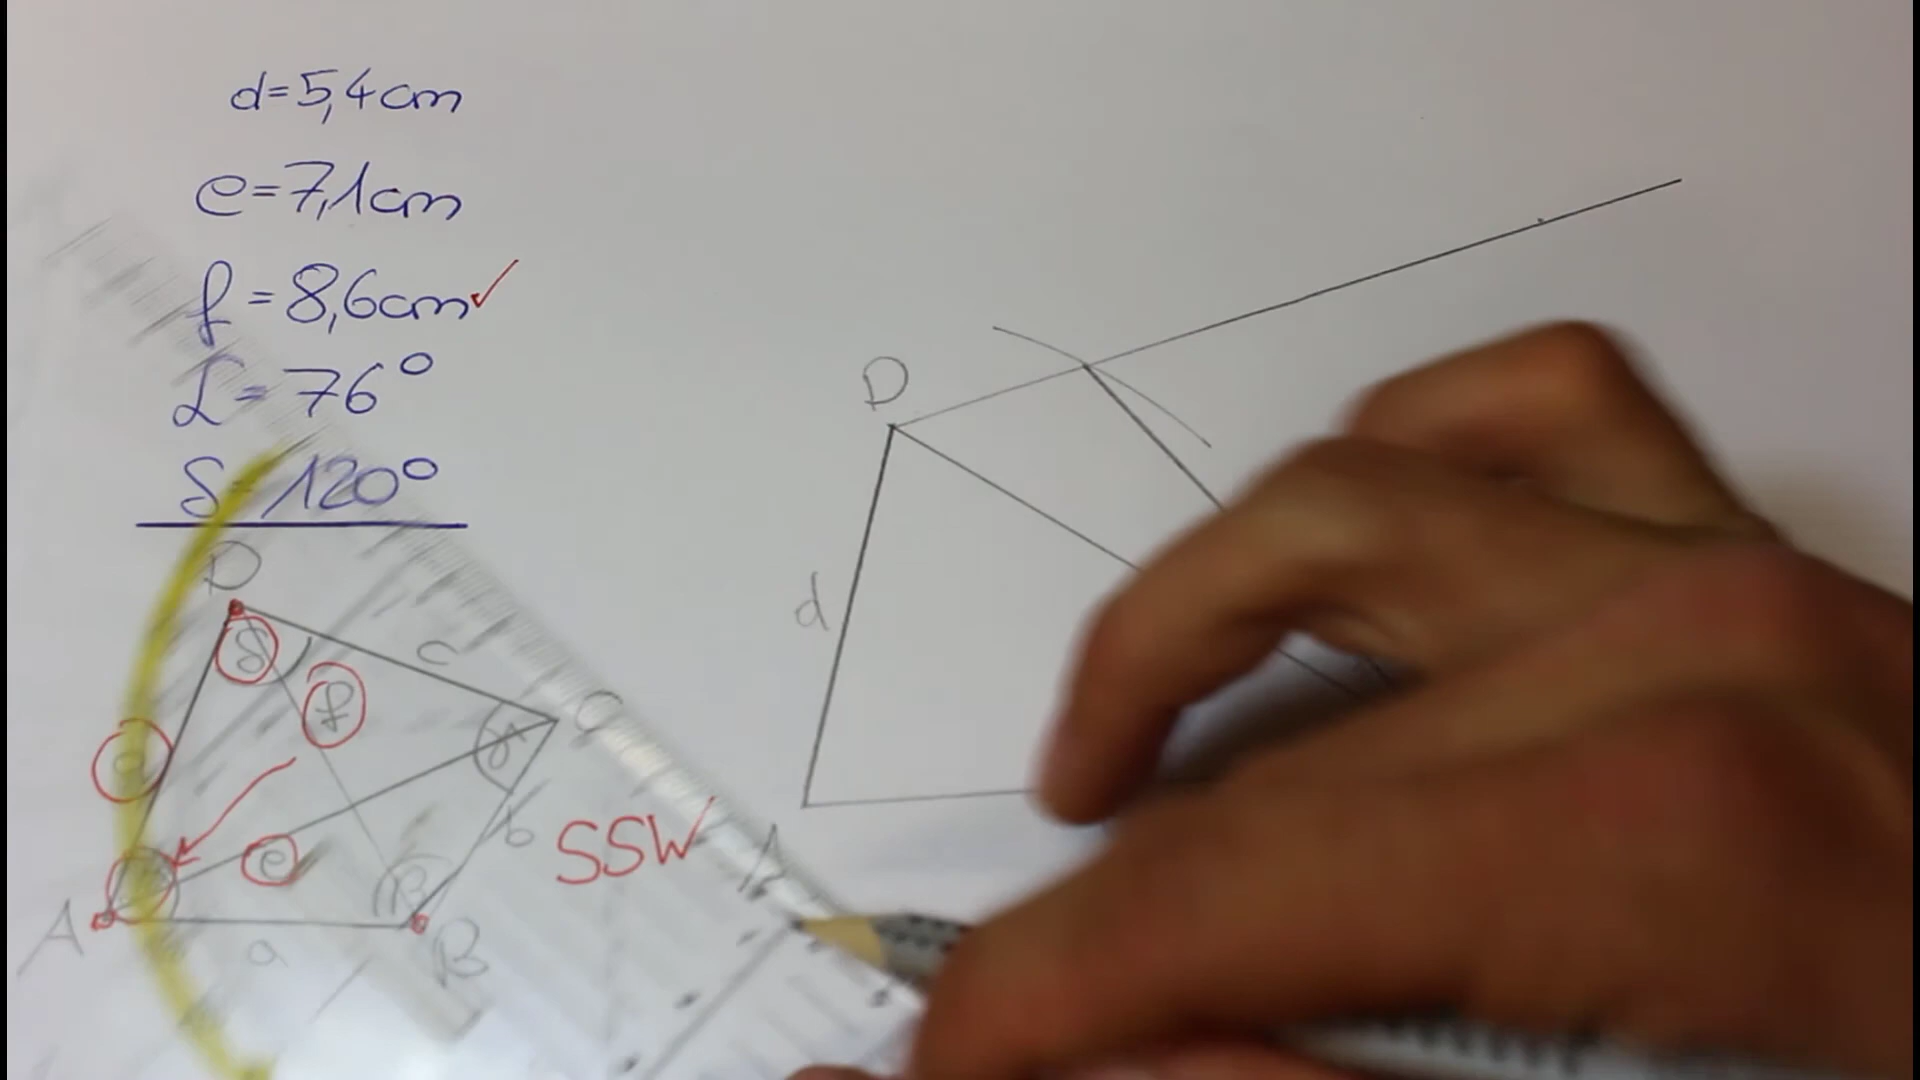 d=5,4cm
e=7,1cm
f=8,6cm✓
α=76°
δ=120°
D
δ
c
f
C
γ
d
e
b
SSW
A
β
a
B
D
d
A